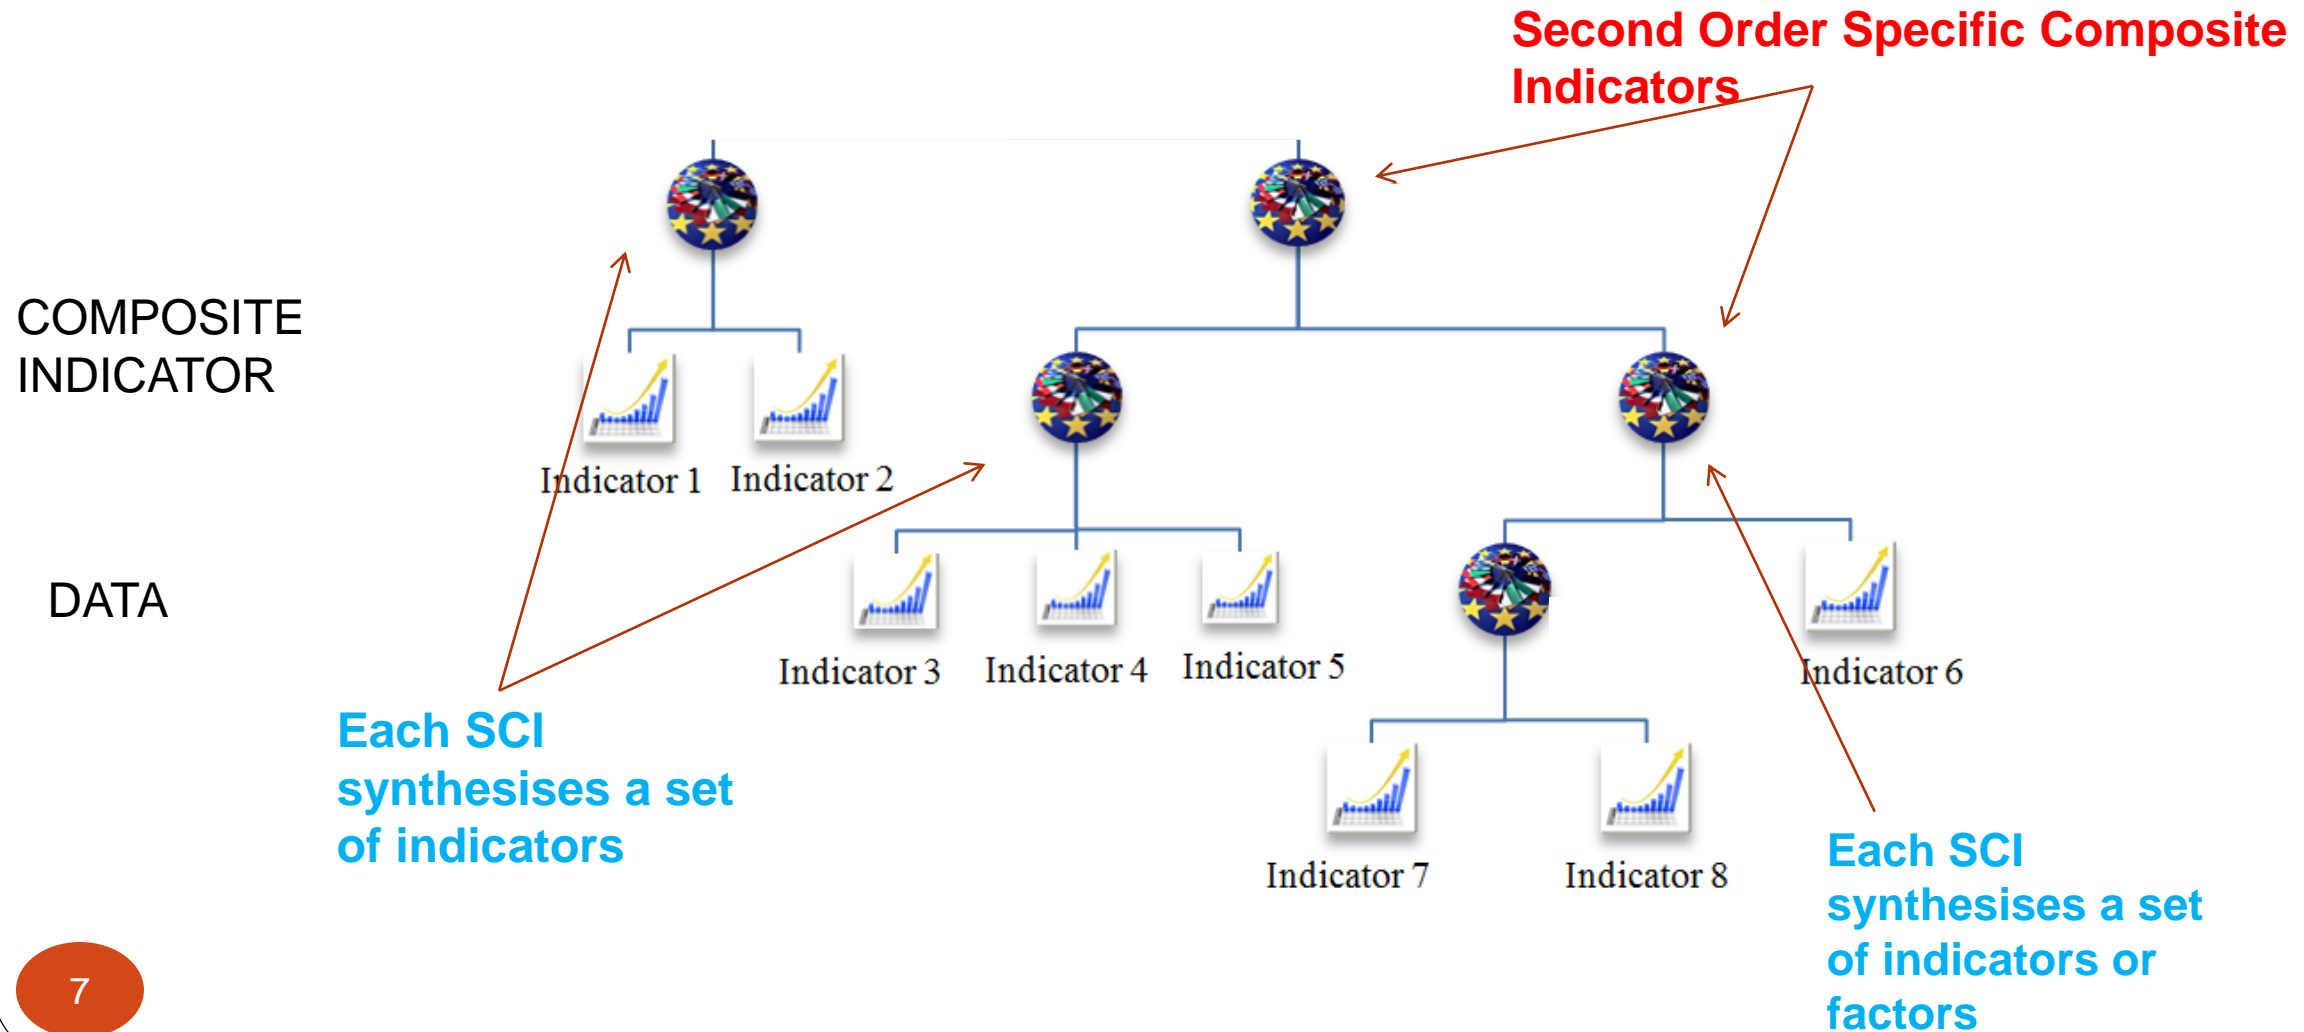 Second Order Specific Composite
Indicators
COMPOSITE
INDICATOR
Indicator 1
Indicator 2
DATA
Indicator 3
Indicator 4
Indicator 5
Indicator 6
Each SCI
synthesises a set
of indicators
Indicator 7
Indicator 8
Each SCI
synthesises a set
of indicators or
factors
7